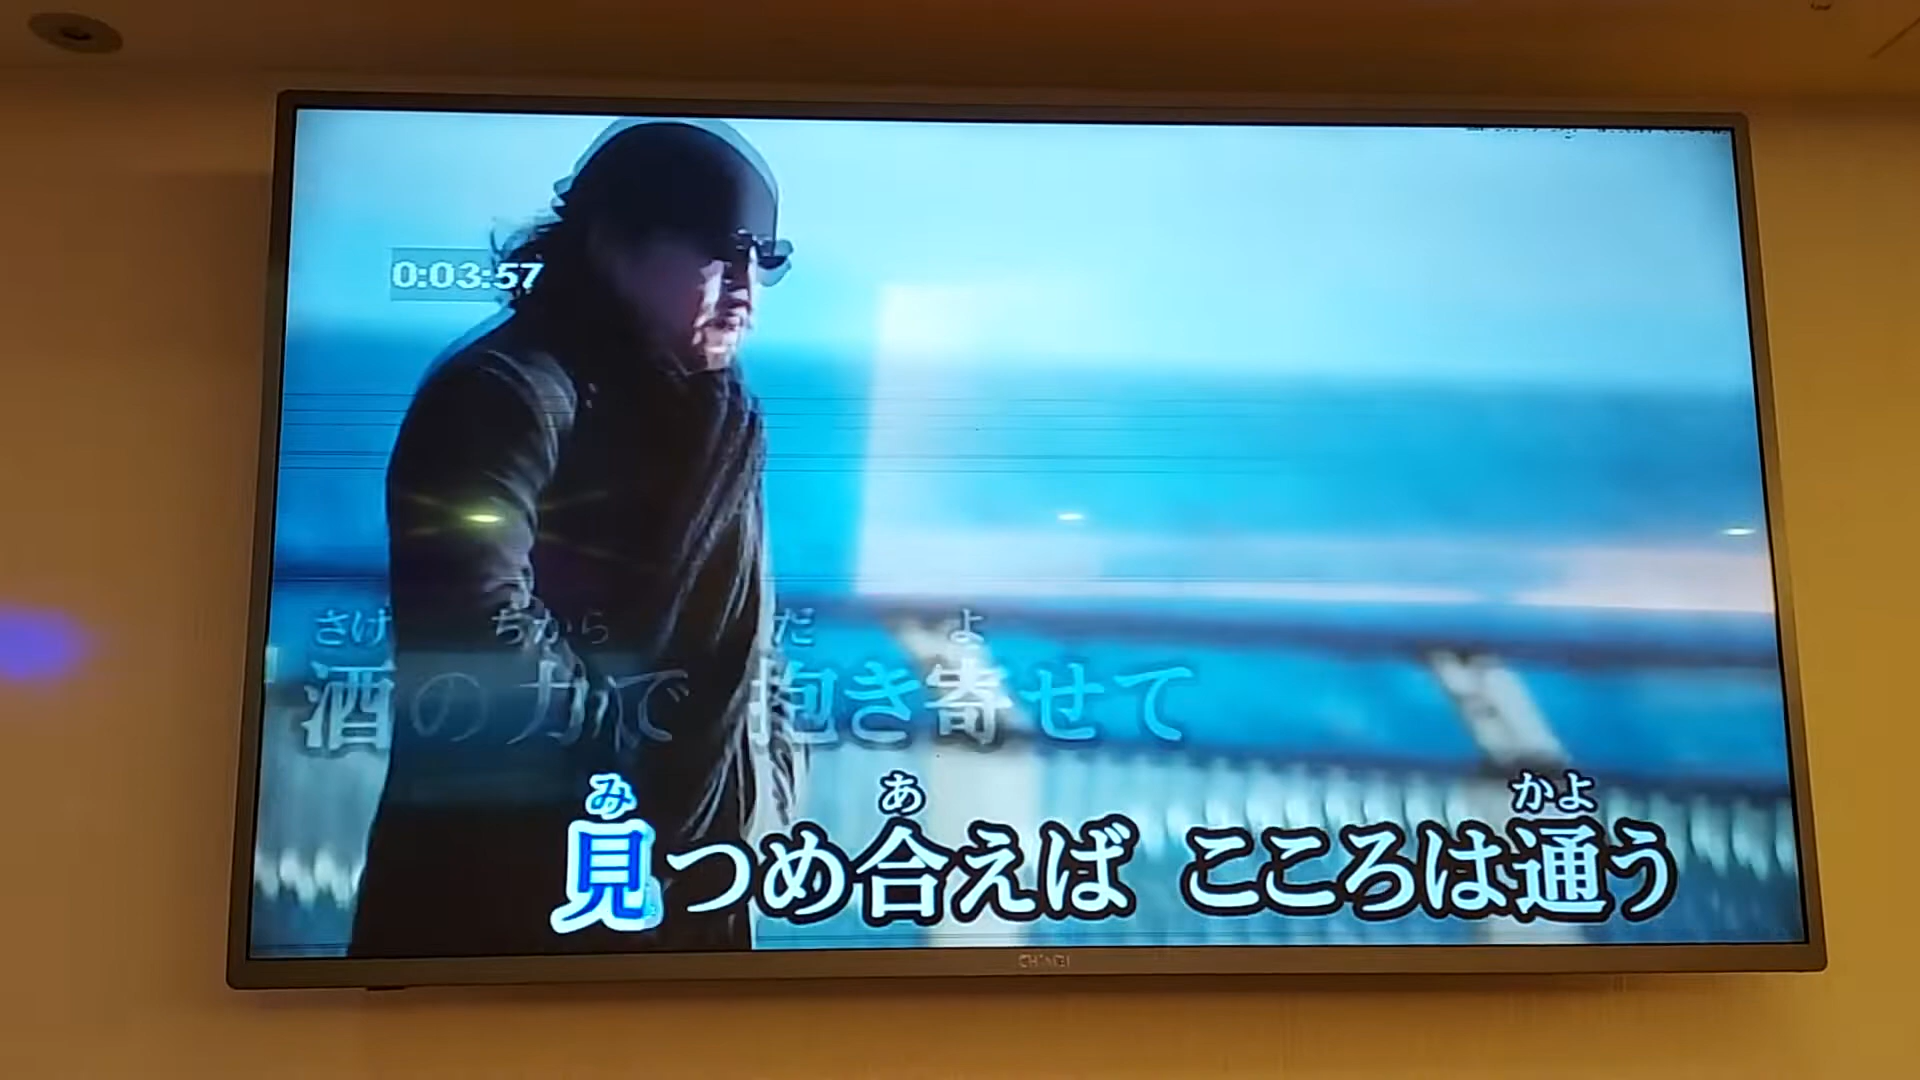 0:03:57
さけ ちから だ よ
酒の力で 抱き寄せて
み あ かよ
見つめ合えば こころは通う